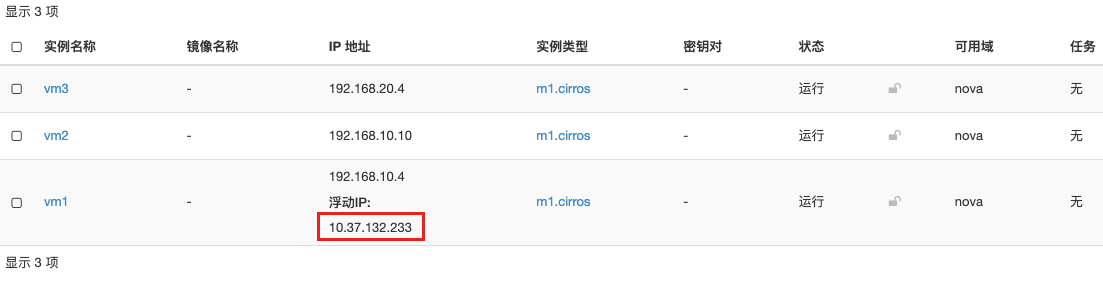 显示 3 项
实例名称 镜像名称 IP 地址 实例类型 密钥对 状态 可用域 任务
vm3 - 192.168.20.4 m1.cirros - 运行 nova 无
vm2 - 192.168.10.10 m1.cirros - 运行 nova 无
192.168.10.4
vm1 - 浮动IP: m1.cirros - 运行 nova 无
10.37.132.233
显示 3 项